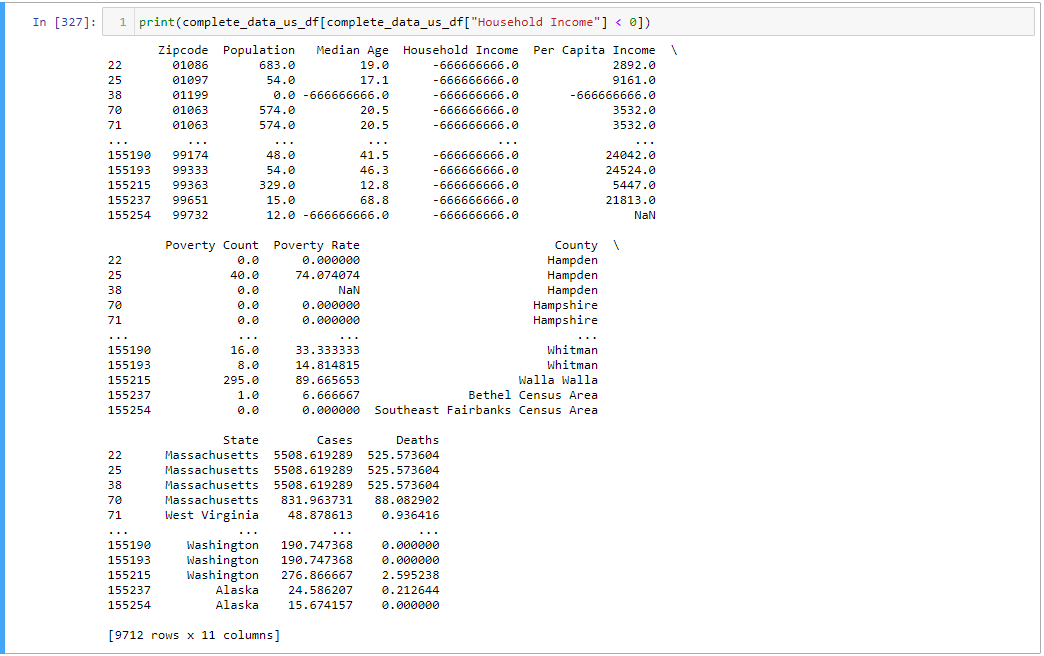 In [327]: 1 print(complete_data_us_df[complete_data_us_df["Household Income"] < 0])
Zipcode Population Median Age Household Income Per Capita Income \
22 01086 683.0 19.0 -666666666.0 2892.0
25 01097 54.0 17.1 -666666666.0 9161.0
38 01199 0.0 -666666666.0 -666666666.0 -666666666.0
70 01063 574.0 20.5 -666666666.0 3532.0
71 01063 574.0 20.5 -666666666.0 3532.0
... ... ... ... ... ...
155190 99174 48.0 41.5 -666666666.0 24042.0
155193 99333 54.0 46.3 -666666666.0 24524.0
155215 99363 329.0 12.8 -666666666.0 5447.0
155237 99651 15.0 68.8 -666666666.0 21813.0
155254 99732 12.0 -666666666.0 -666666666.0 NaN
Poverty Count Poverty Rate County \
22 0.0 0.000000 Hampden
25 40.0 74.074074 Hampden
38 0.0 NaN Hampden
70 0.0 0.000000 Hampshire
71 0.0 0.000000 Hampshire
... ... ... ...
155190 16.0 33.333333 Whitman
155193 8.0 14.814815 Whitman
155215 295.0 89.665653 Walla Walla
155237 1.0 6.666667 Bethel Census Area
155254 0.0 0.000000 Southeast Fairbanks Census Area
State Cases Deaths
22 Massachusetts 5508.619289 525.573604
25 Massachusetts 5508.619289 525.573604
38 Massachusetts 5508.619289 525.573604
70 Massachusetts 831.963731 88.082902
71 West Virginia 48.878613 0.936416
... ... ... ...
155190 Washington 190.747368 0.000000
155193 Washington 190.747368 0.000000
155215 Washington 276.866667 2.595238
155237 Alaska 24.586207 0.212644
155254 Alaska 15.674157 0.000000
[9712 rows x 11 columns]